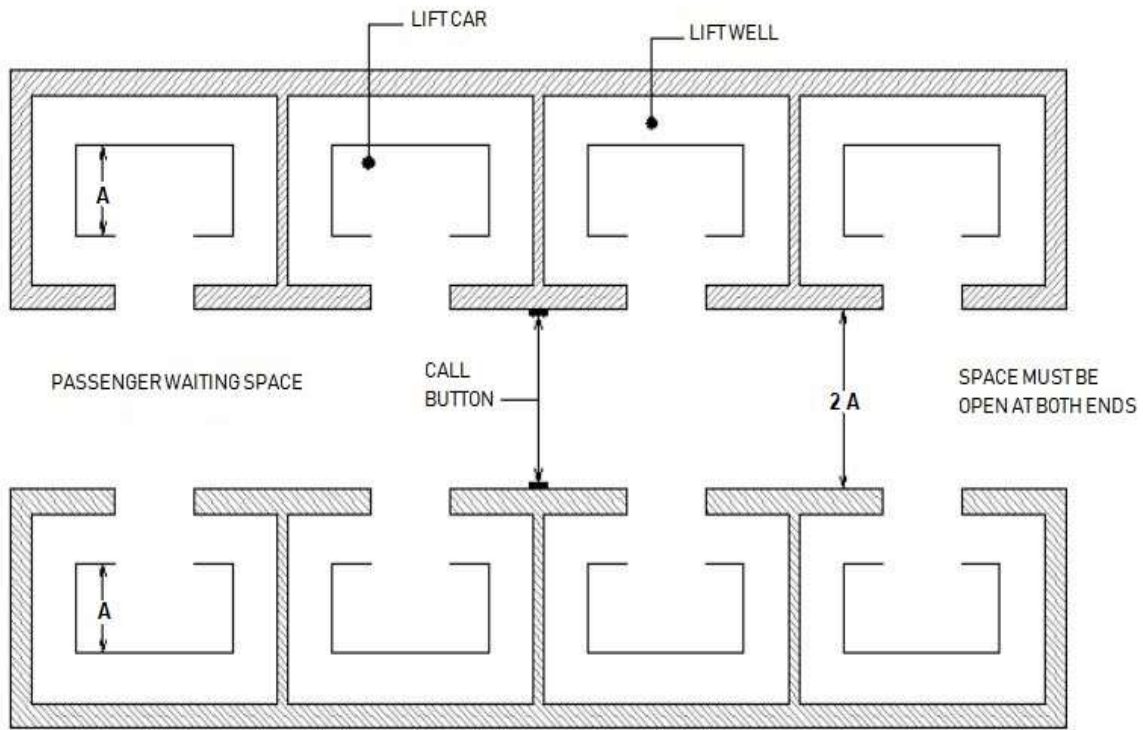 LIFT CAR
LIFT WELL
A
PASSENGER WAITING SPACE
CALL
BUTTON
2 A
SPACE MUST BE
OPEN AT BOTH ENDS
A